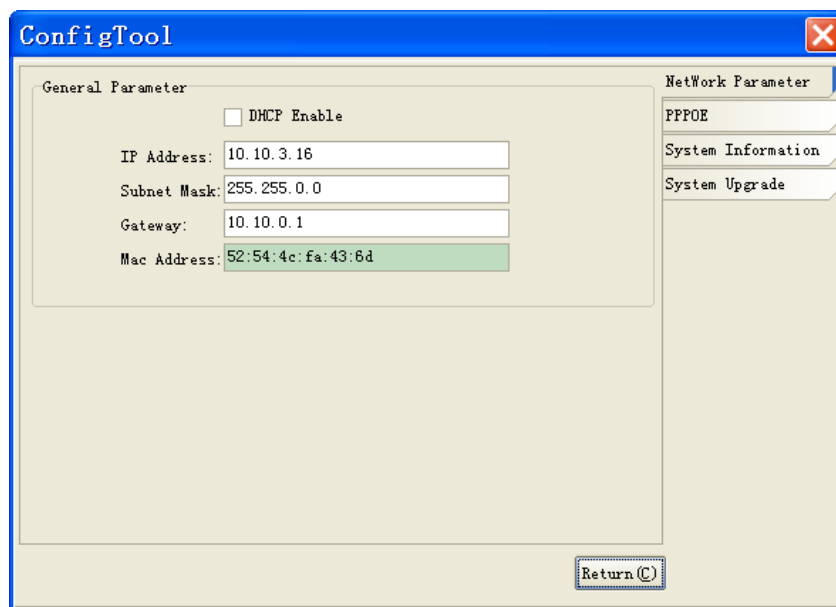 ConfigTool
General Parameter
DHCP Enable
IP Address: 10.10.3.16
Subnet Mask: 255.255.0.0
Gateway: 10.10.0.1
Mac Address: 52:54:4c:fa:43:6d
NetWork Parameter
PPPOE
System Information
System Upgrade
Return(C)